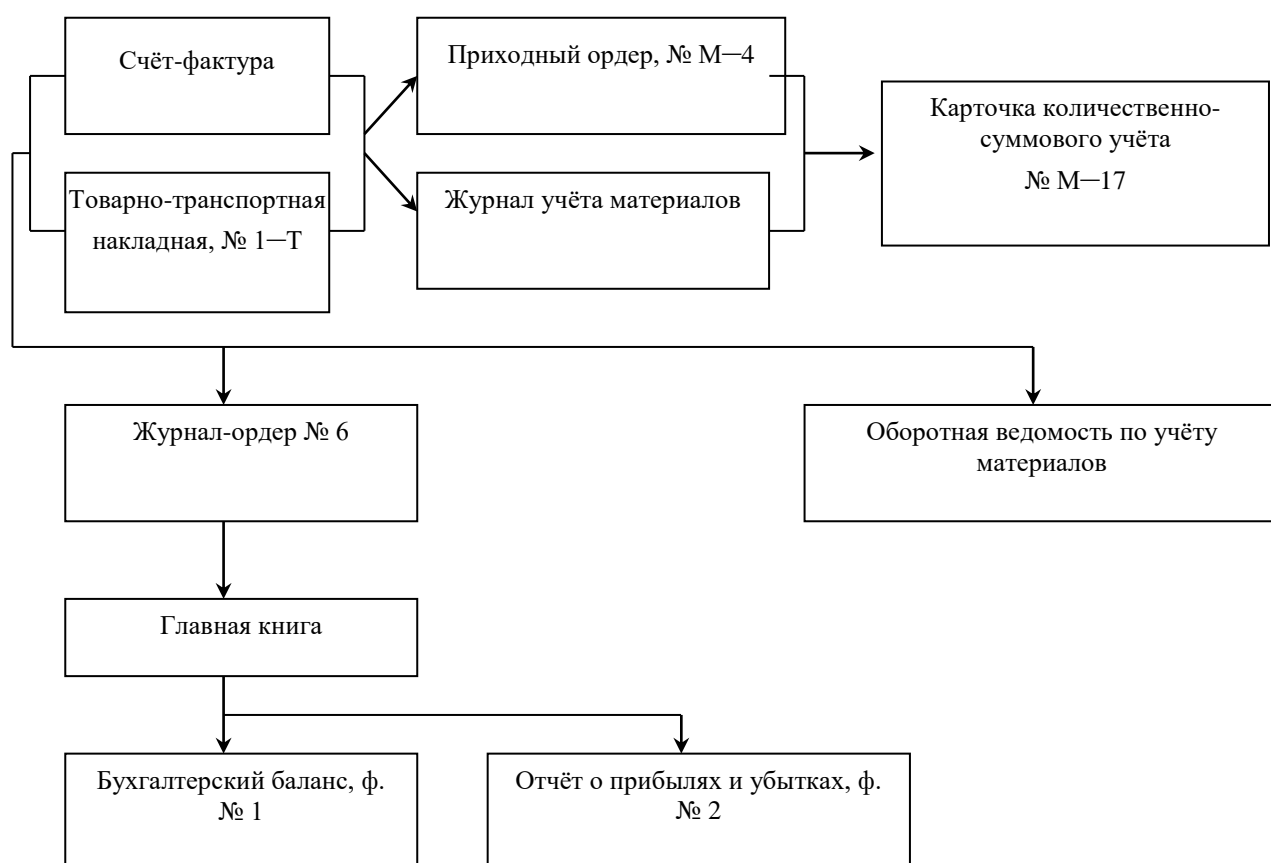 Счёт-фактура
Приходный ордер, № М—4
Карточка количественно-
суммового учёта
№ М—17
Товарно-транспортная
накладная, № 1—Т
Журнал учёта материалов
Журнал-ордер № 6
Оборотная ведомость по учёту
материалов
Главная книга
Бухгалтерский баланс, ф.
№ 1
Отчёт о прибылях и убытках, ф.
№ 2